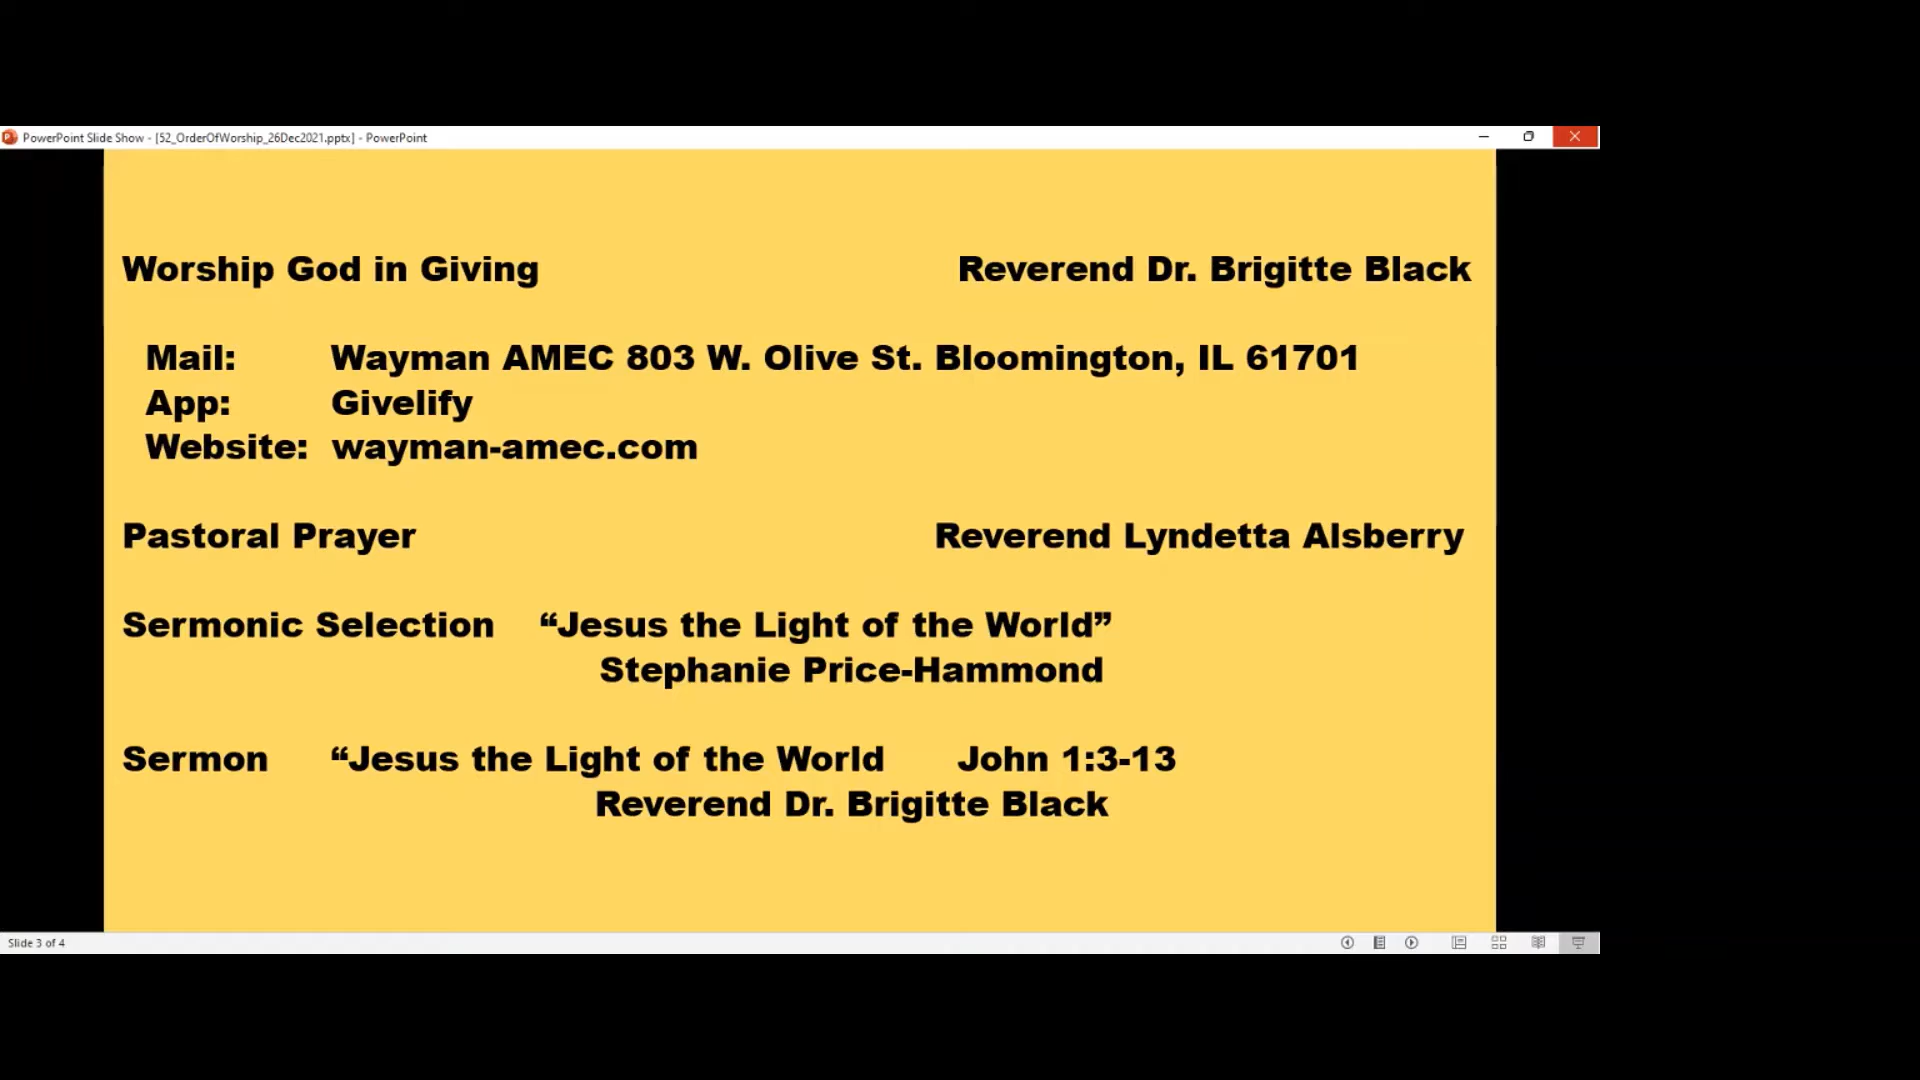 PowerPoint Slide Show - [52_OrderOfWorship_26Dec2021.pptx] - PowerPoint
Worship God in Giving Reverend Dr. Brigitte Black
Mail: Wayman AMEC 803 W. Olive St. Bloomington, IL 61701
App: Givelify
Website: wayman-amec.com
Pastoral Prayer Reverend Lyndetta Alsberry
Sermonic Selection “Jesus the Light of the World”
Stephanie Price-Hammond
Sermon “Jesus the Light of the World John 1:3-13
Reverend Dr. Brigitte Black
Slide 3 of 4